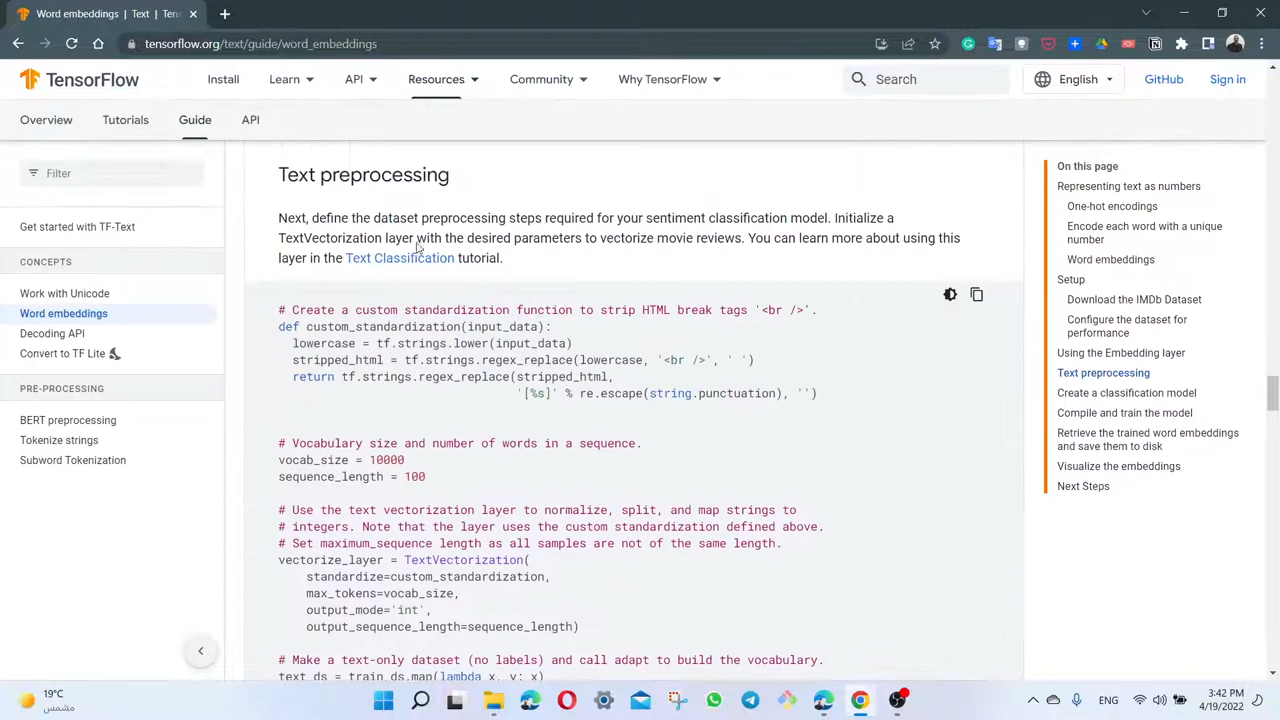 Word embeddings | Text | Tens
tensorflow.org/text/guide/word_embeddings
TensorFlow
Install
Learn
API
Resources
Community
Why TensorFlow
Search
English
GitHub
Sign in
Overview
Tutorials
Guide
API
Filter
Get started with TF-Text
CONCEPTS
Work with Unicode
Word embeddings
Decoding API
Convert to TF Lite
PRE-PROCESSING
BERT preprocessing
Tokenize strings
Subword Tokenization
Text preprocessing
Next, define the dataset preprocessing steps required for your sentiment classification model. Initialize a
TextVectorization layer with the desired parameters to vectorize movie reviews. You can learn more about using this
layer in the Text Classification tutorial.
# Create a custom standardization function to strip HTML break tags '<br />'.
def custom_standardization(input_data):
lowercase = tf.strings.lower(input_data)
stripped_html = tf.strings.regex_replace(lowercase, '<br />', ' ')
return tf.strings.regex_replace(stripped_html,
'[%s]' % re.escape(string.punctuation), '')
# Vocabulary size and number of words in a sequence.
vocab_size = 10000
sequence_length = 100
# Use the text vectorization layer to normalize, split, and map strings to
# integers. Note that the layer uses the custom standardization defined above.
# Set maximum_sequence length as all samples are not of the same length.
vectorize_layer = TextVectorization(
standardize=custom_standardization,
max_tokens=vocab_size,
output_mode='int',
output_sequence_length=sequence_length)
# Make a text-only dataset (no labels) and call adapt to build the vocabulary.
text_ds = train_ds.map(lambda x, y: x)
On this page
Representing text as numbers
One-hot encodings
Encode each word with a unique
number
Word embeddings
Setup
Download the IMDb Dataset
Configure the dataset for
performance
Using the Embedding layer
Text preprocessing
Create a classification model
Compile and train the model
Retrieve the trained word embeddings
and save them to disk
Visualize the embeddings
Next Steps
19°C
مشمس
ENG
3:42 PM
4/19/2022